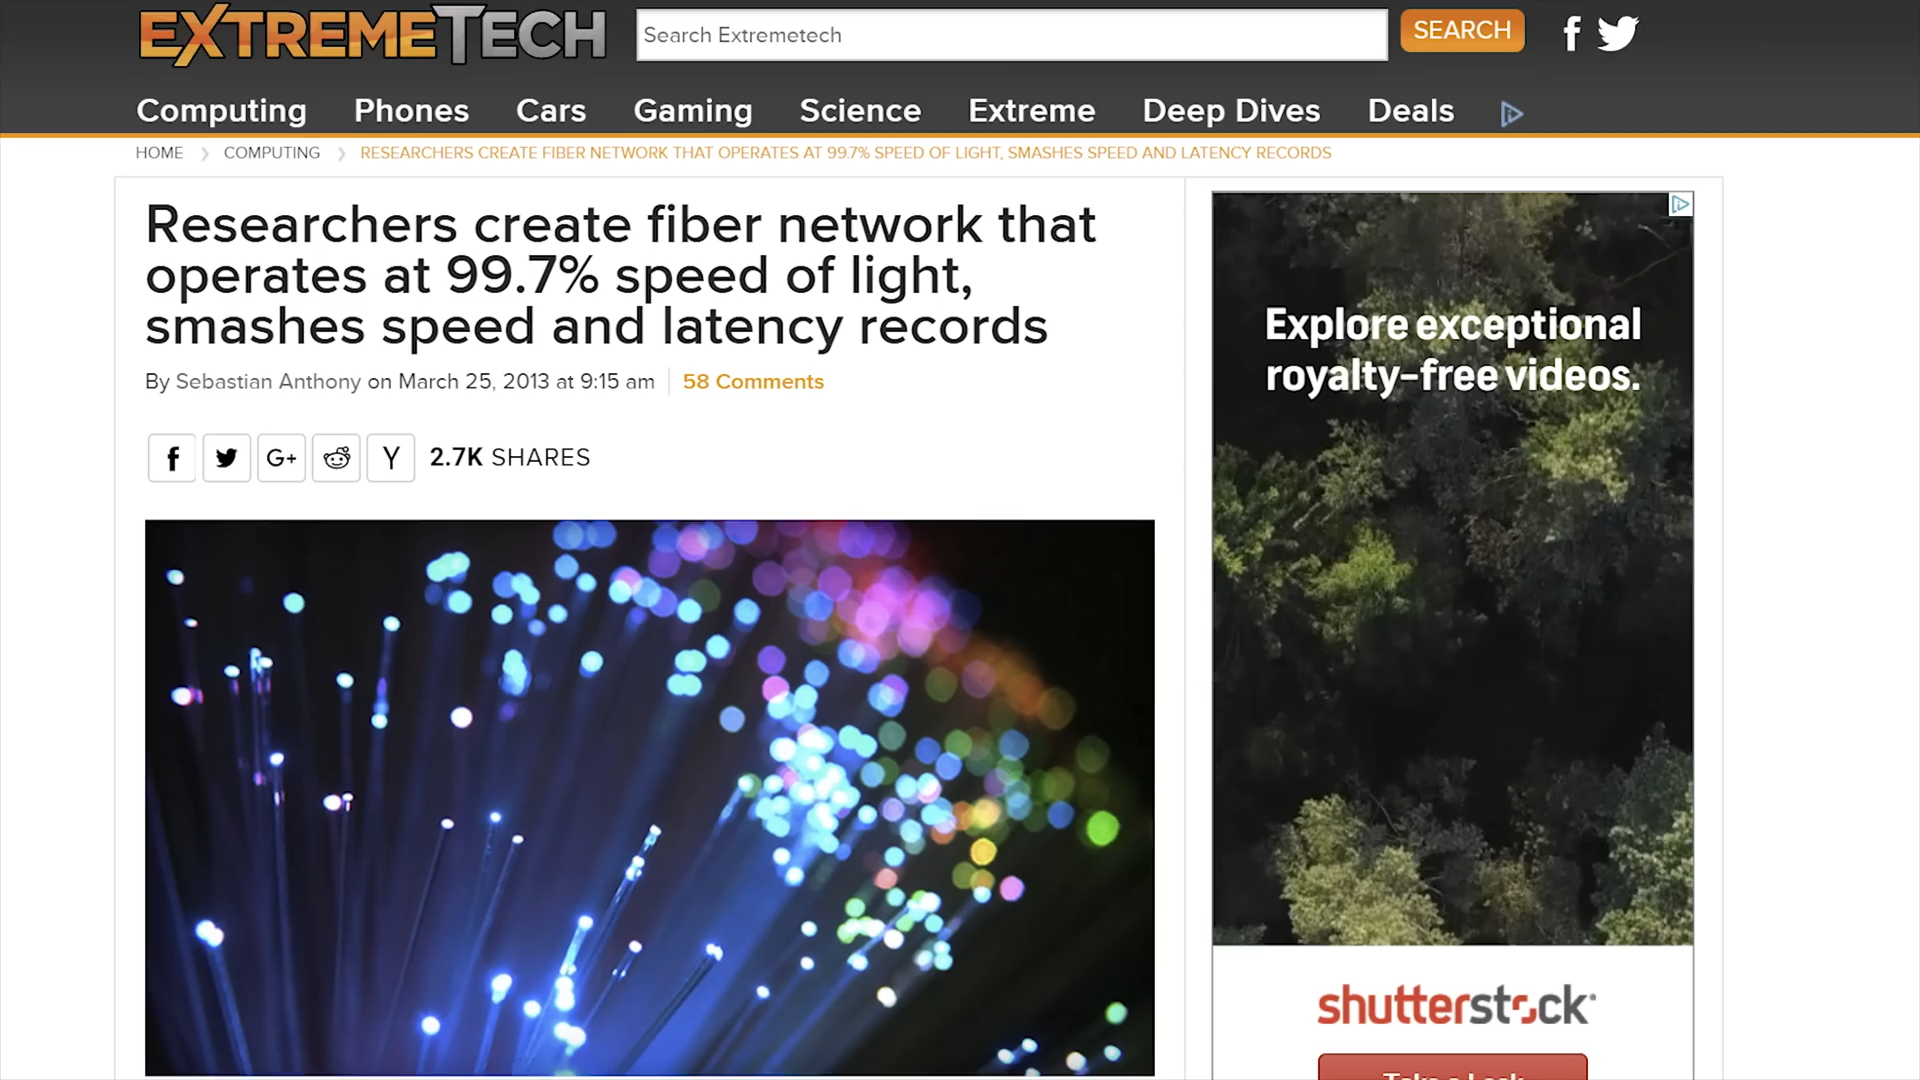 EXTREMETECH
Search Extremetech
SEARCH
Computing Phones Cars Gaming Science Extreme Deep Dives Deals
HOME COMPUTING RESEARCHERS CREATE FIBER NETWORK THAT OPERATES AT 99.7% SPEED OF LIGHT, SMASHES SPEED AND LATENCY RECORDS
Researchers create fiber network that
operates at 99.7% speed of light,
smashes speed and latency records
By Sebastian Anthony on March 25, 2013 at 9:15 am 58 Comments
G+ Y 2.7K SHARES
Explore exceptional
royalty-free videos.
shutterstock
Take a Look